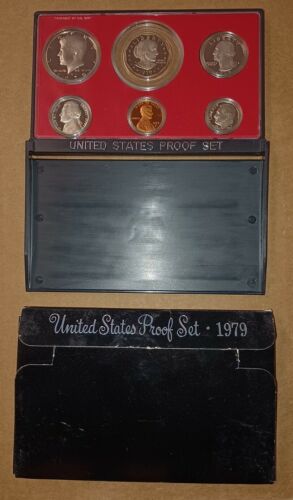 UNITED STATES PROOF SET
United States Proof Set · 1979